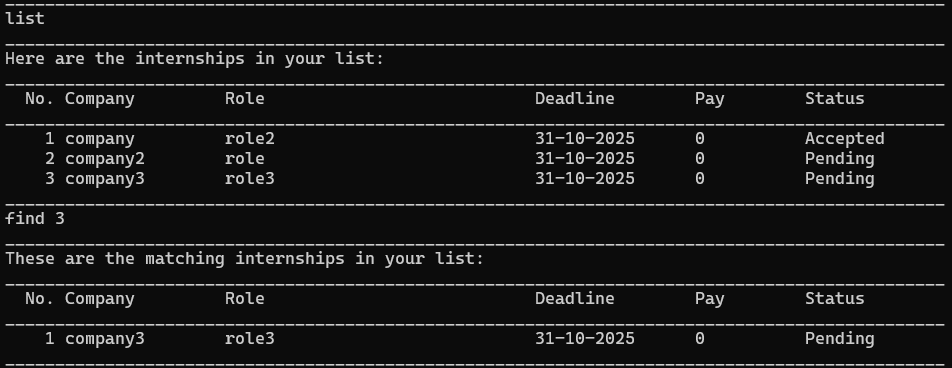 list
Here are the internships in your list:
No. Company Role Deadline Pay Status
1 company role2 31-10-2025 0 Accepted
2 company2 role 31-10-2025 0 Pending
3 company3 role3 31-10-2025 0 Pending
find 3
These are the matching internships in your list:
No. Company Role Deadline Pay Status
1 company3 role3 31-10-2025 0 Pending